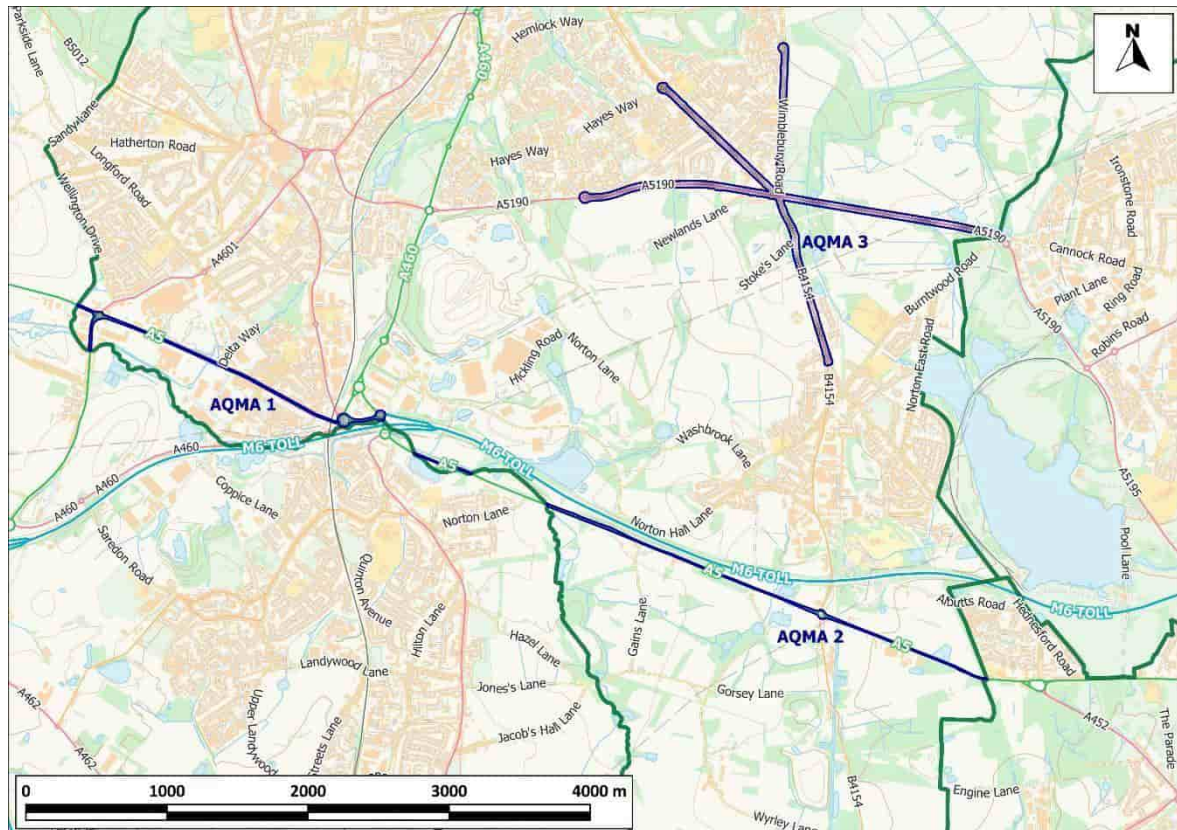 Hemlock Way
N
Parkside Lane
B5012
A460
Sandy Lane
Hatherton Road
Longford Road
Hayes Way
Hayes Way
Wimblebury Road
Ironstone Road
Wellington Drive
A5190
A5190
Newlands Lane
A5190
AQMA 3
Stoke's Lane
Cannock Road
A4601
A460
Plant Lane
Ring Road
B4154
Burntwood Road
A5190
Robins Road
A5
Delta Way
Hickling Road
Norton Lane
Norton East Road
B4154
AQMA 1
A460
M6-TOLL
Washbrook Lane
A460
A460
Coppice Lane
A5
M6-TOLL
A5195
Norton Lane
Norton Hall Lane
Saredon Road
Pool Lane
Quinton Avenue
A5
M6-TOLL
M6-TOLL
Albutts Road
Hednesford Road
Hilton Lane
Gains Lane
Hazel Lane
AQMA 2
A5
Landywood Lane
Jones's Lane
Gorsey Lane
A462
Upper Landywood
Streets Lane
Jacob's Hall Lane
A452
The Parade
A462
B4154
Engine Lane
Wyrley Lane
0 1000 2000 3000 4000 m